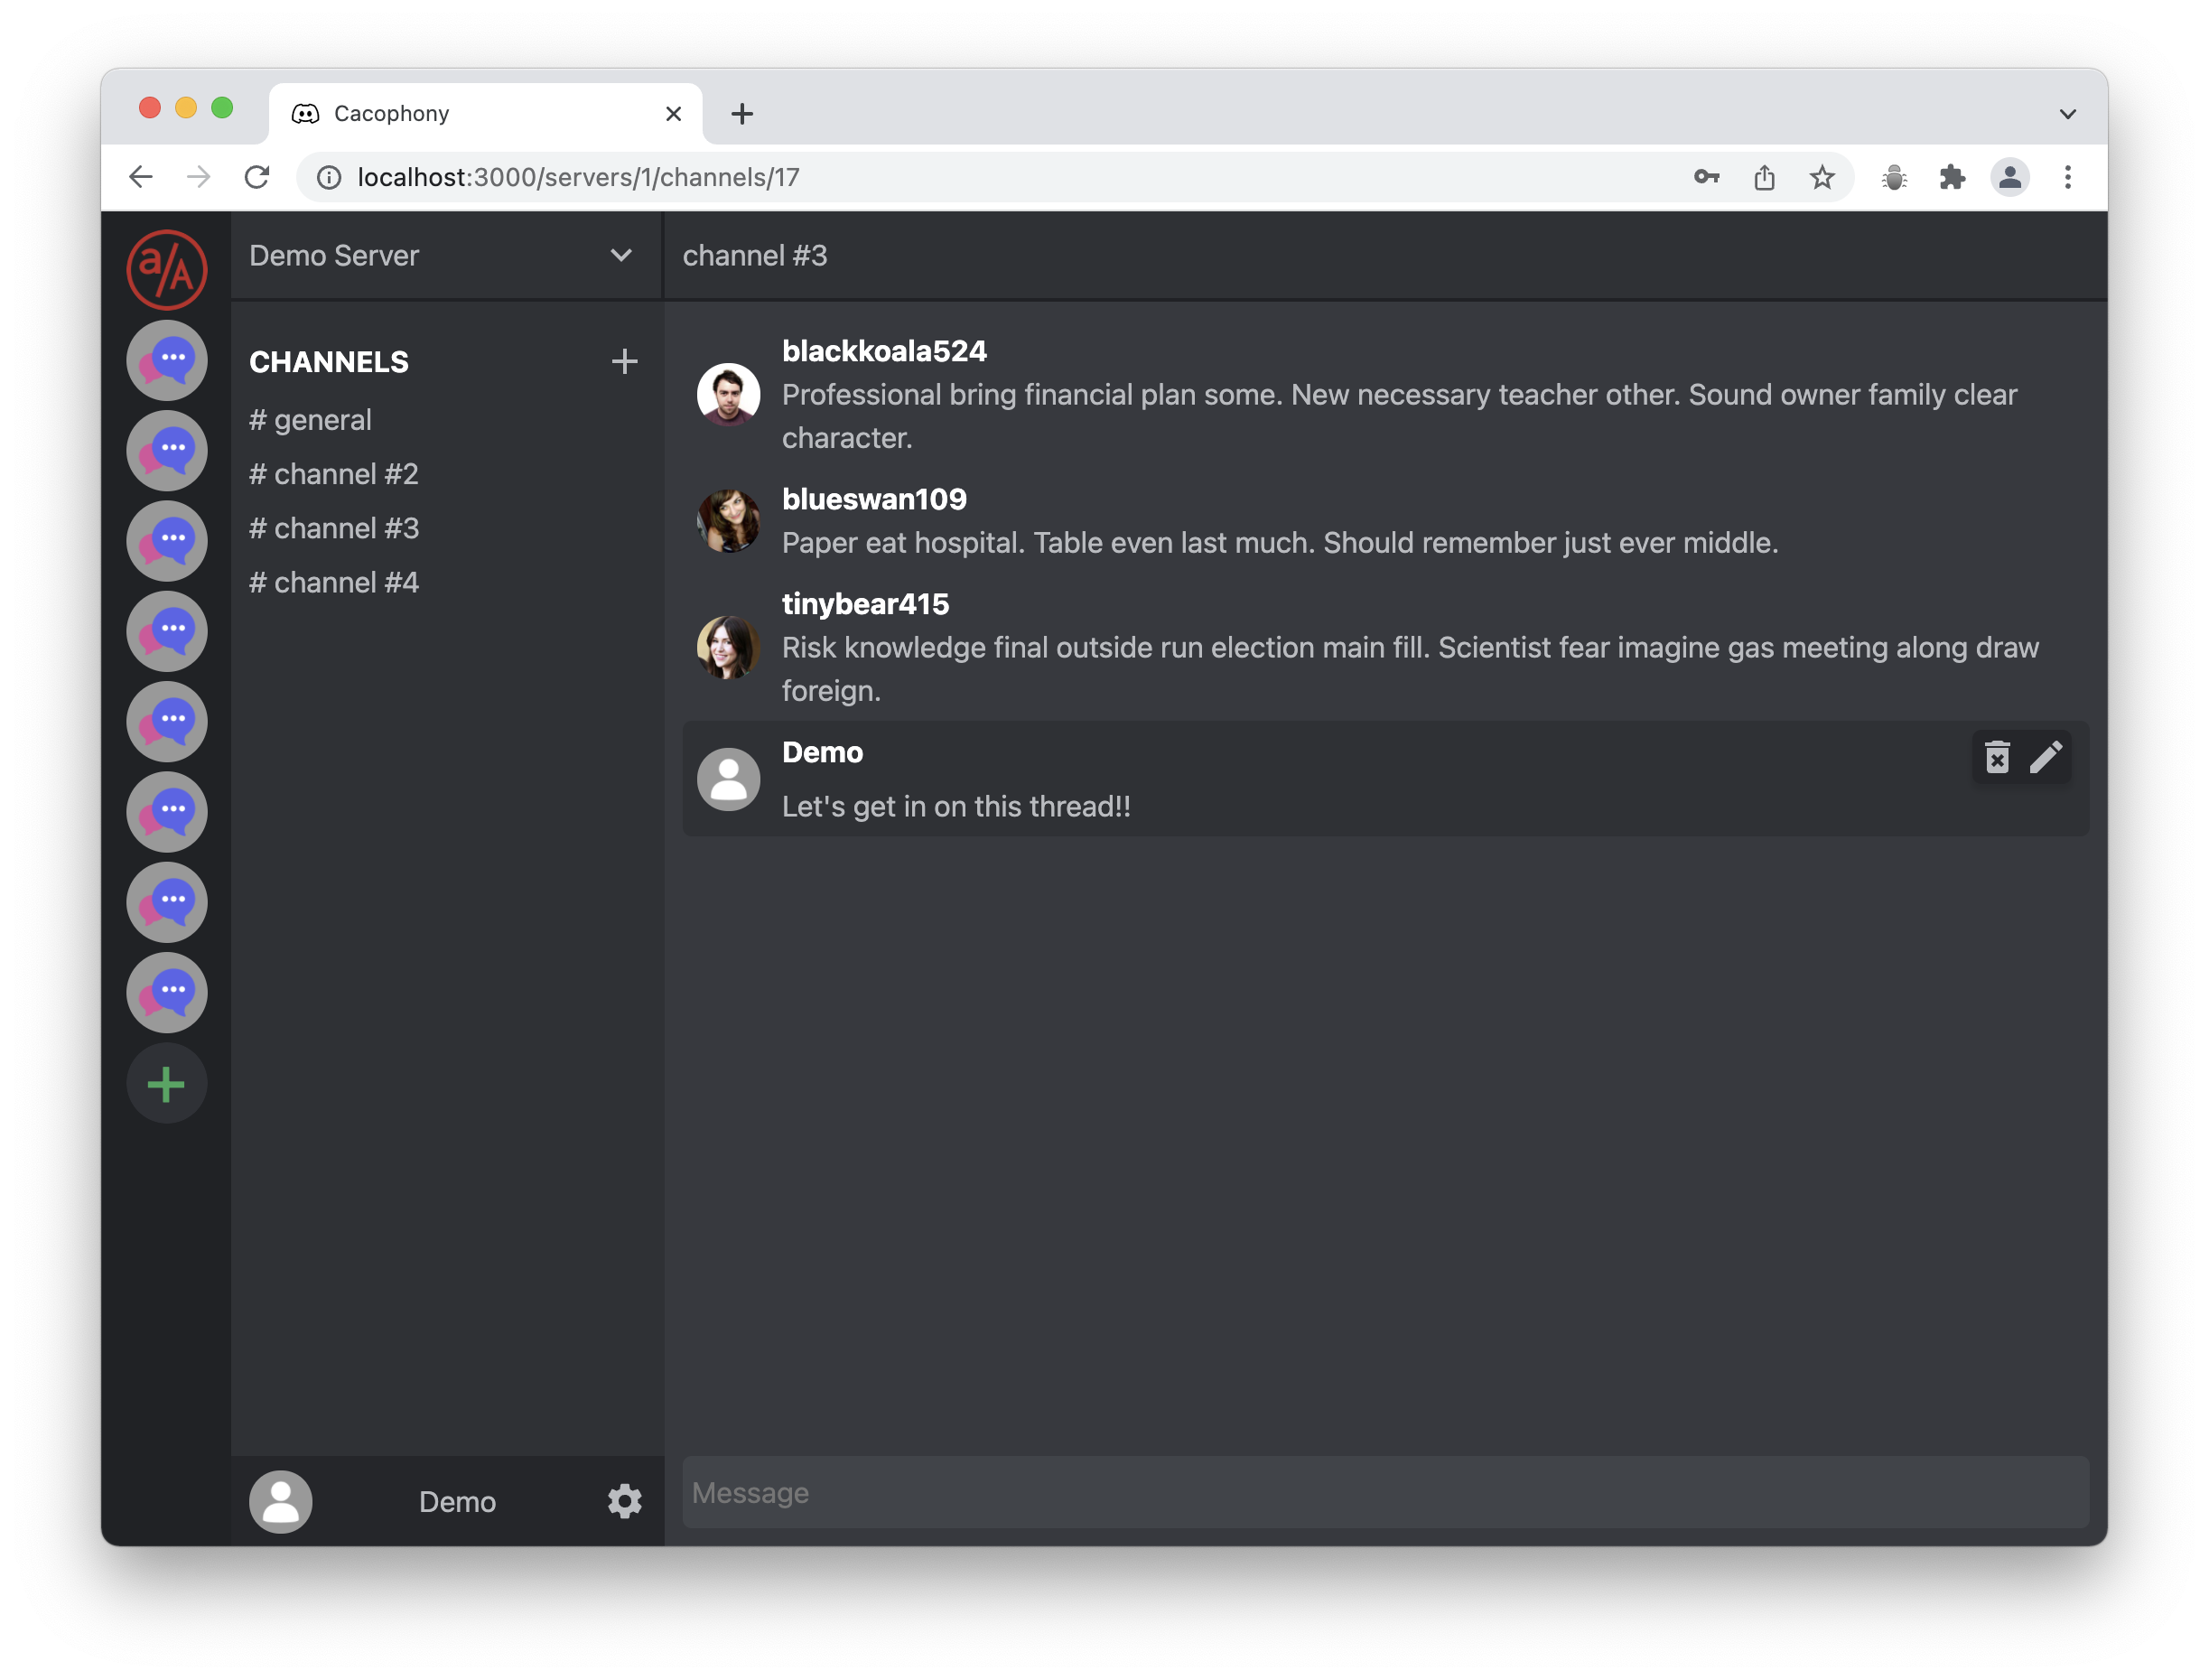 Cacophony
localhost:3000/servers/1/channels/17
a/A
Demo Server
channel #3
CHANNELS
# general
# channel #2
# channel #3
# channel #4
blackkoala524
Professional bring financial plan some. New necessary teacher other. Sound owner family clear
character.
blueswan109
Paper eat hospital. Table even last much. Should remember just ever middle.
tinybear415
Risk knowledge final outside run election main fill. Scientist fear imagine gas meeting along draw
foreign.
Demo
Let's get in on this thread!!
Demo
Message